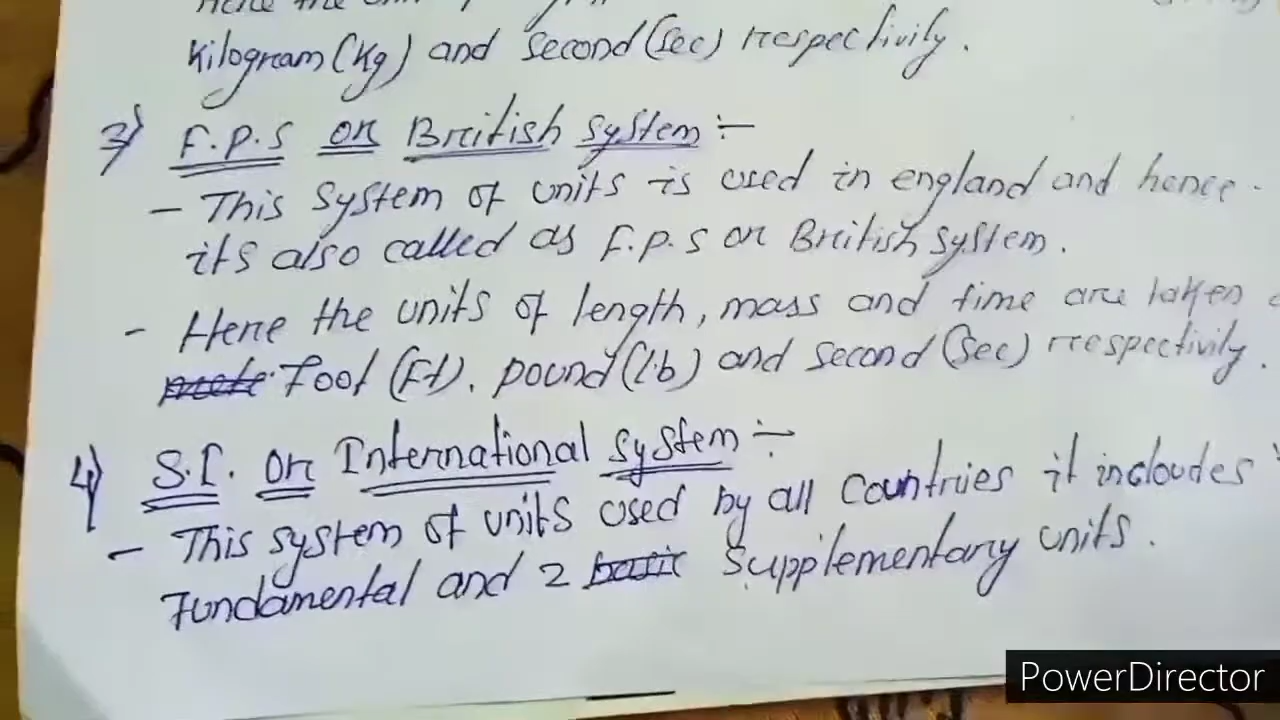 Here the
Kilogram (Kg) and second (Sec) respectivily.
3) F.P.S or British system :-
- This system of units is used in england and hence
its also called as F.P.S or British system.
- Here the units of length, mass and time are taken
Foot (Ft). pound (l.b) and second (Sec) respectivily.
4) S.I. or International system :-
- This system of units used by all countries it includes
Fundamental and 2 basic Supplementary units.
PowerDirector